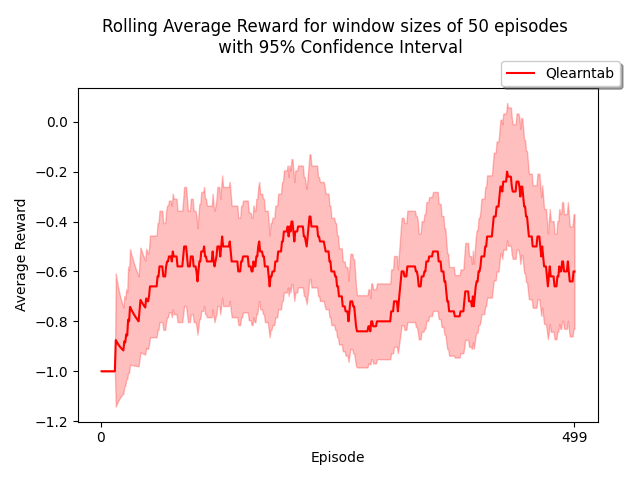 Rolling Average Reward for window sizes of 50 episodes
with 95% Confidence Interval
Qlearntab
0.0
−0.2
−0.4
−0.6
−0.8
−1.0
−1.2
Average Reward
0
499
Episode